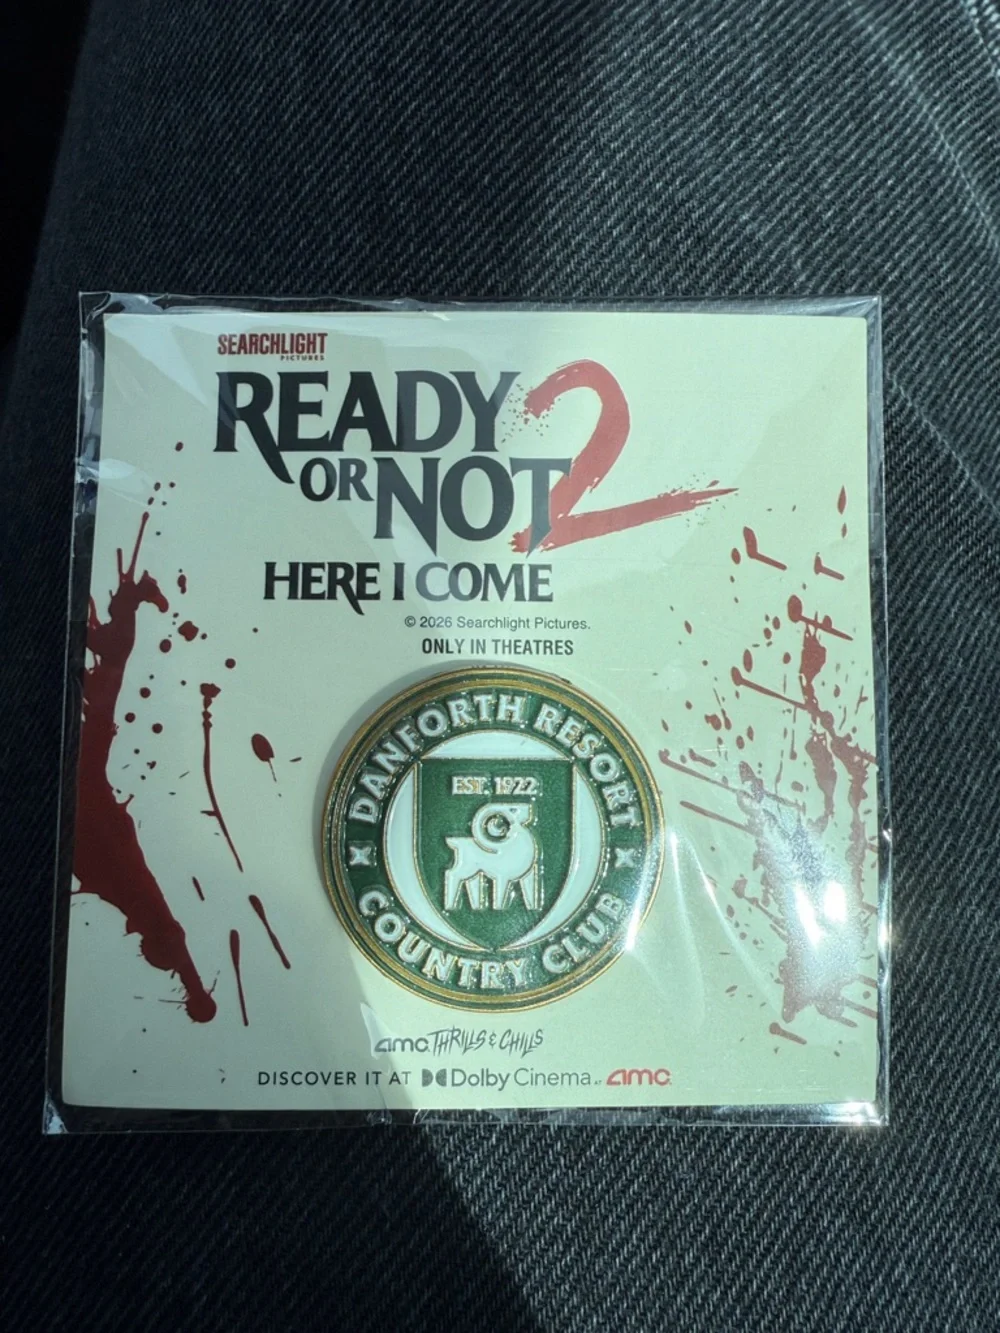 SEARCHLIGHT
PICTURES
READY
OR NOT 2
HERE I COME
© 2026 Searchlight Pictures.
ONLY IN THEATRES
DANFORTH RESORT
EST. 1922
COUNTRY CLUB
amc THRILLS & CHILLS
DISCOVER IT AT Dolby Cinema AT amc